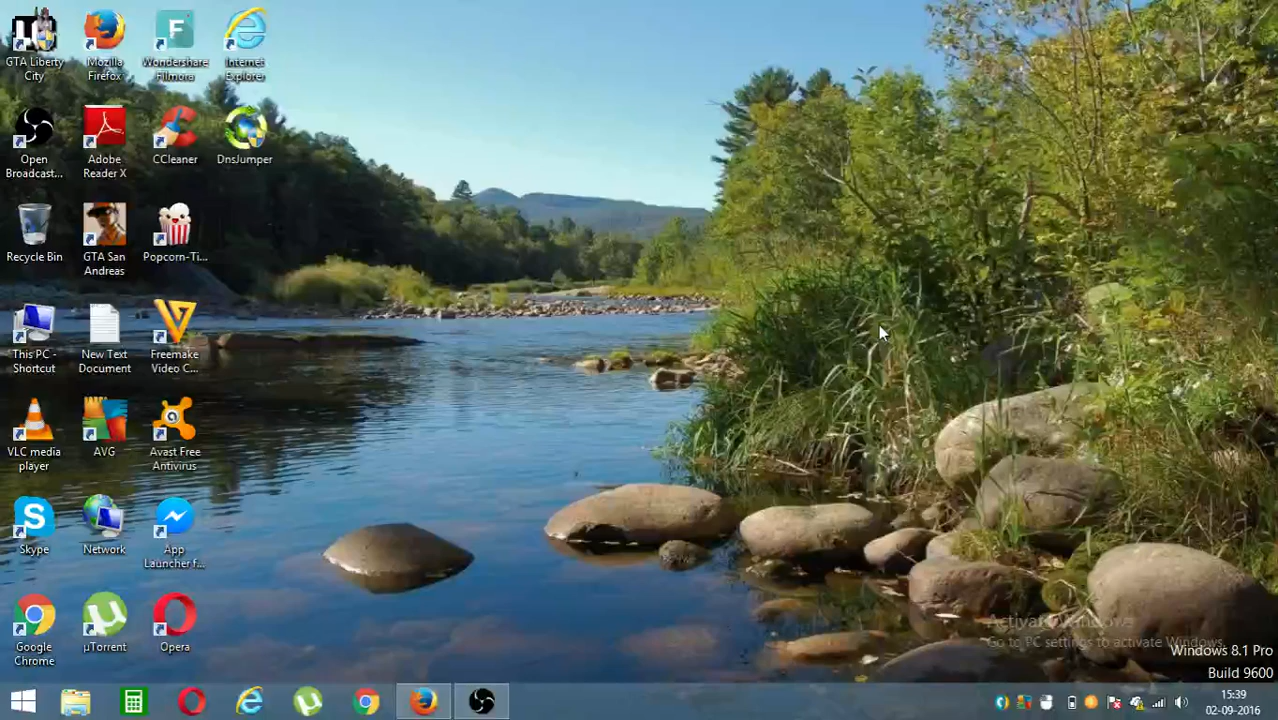 GTA Liberty
City
Mozilla
Firefox
Wondershare
Filmora
Internet
Explorer
Open
Broadcast...
Adobe
Reader X
CCleaner
DnsJumper
Recycle Bin
GTA San
Andreas
Popcorn-Ti...
This PC -
Shortcut
New Text
Document
Freemake
Video C...
VLC media
player
AVG
Avast Free
Antivirus
Skype
Network
App
Launcher f...
Google
Chrome
µTorrent
Opera
Activate Windows
Go to PC settings to activate Windows.
Windows 8.1 Pro
Build 9600
15:39
02-09-2016